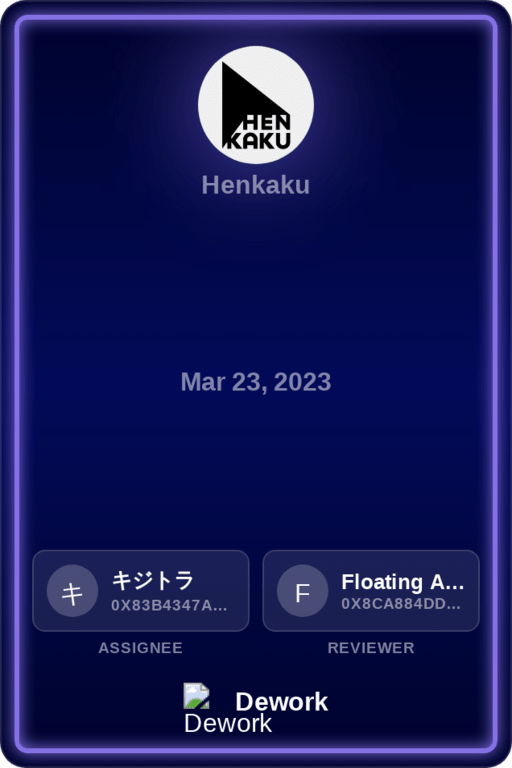 HEN
KAKU
Henkaku
Mar 23, 2023
キ
キジトラ
0X83B4347A...
F
Floating A...
0X8CA884DD...
ASSIGNEE
REVIEWER
Dework
Dework